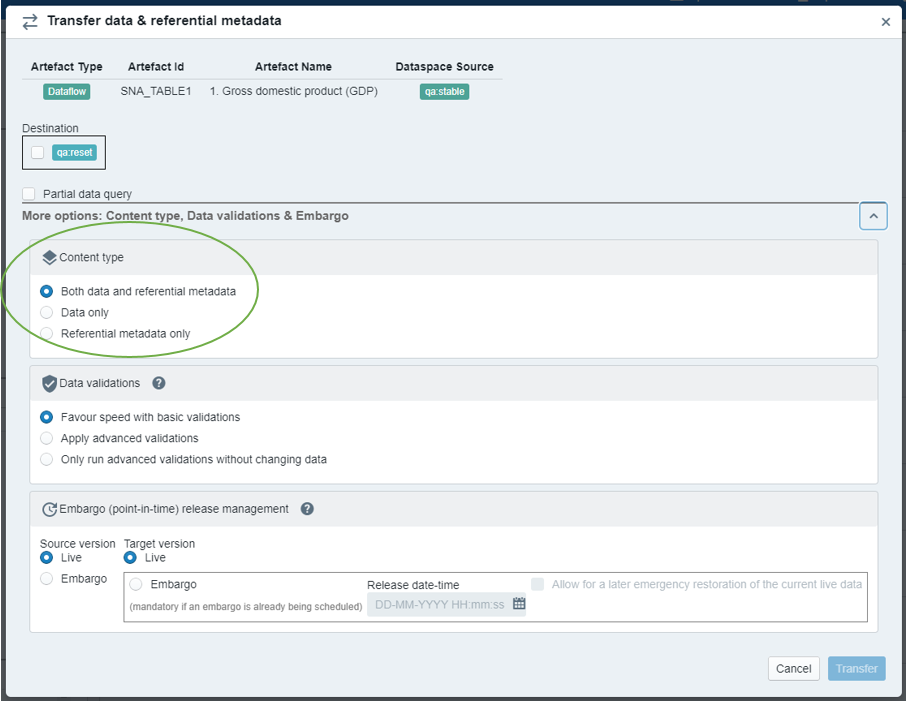 Transfer data & referential metadata
Artefact Type Artefact Id Artefact Name Dataspace Source
Dataflow SNA_TABLE1 1. Gross domestic product (GDP) qa:stable
Destination
qa:reset
Partial data query
More options: Content type, Data validations & Embargo
Content type
Both data and referential metadata
Data only
Referential metadata only
Data validations ?
Favour speed with basic validations
Apply advanced validations
Only run advanced validations without changing data
Embargo (point-in-time) release management ?
Source version Target version
Live Live
Embargo Embargo Release date-time Allow for a later emergency restoration of the current live data
(mandatory if an embargo is already being scheduled) DD-MM-YYYY HH:mm:ss
Cancel Transfer